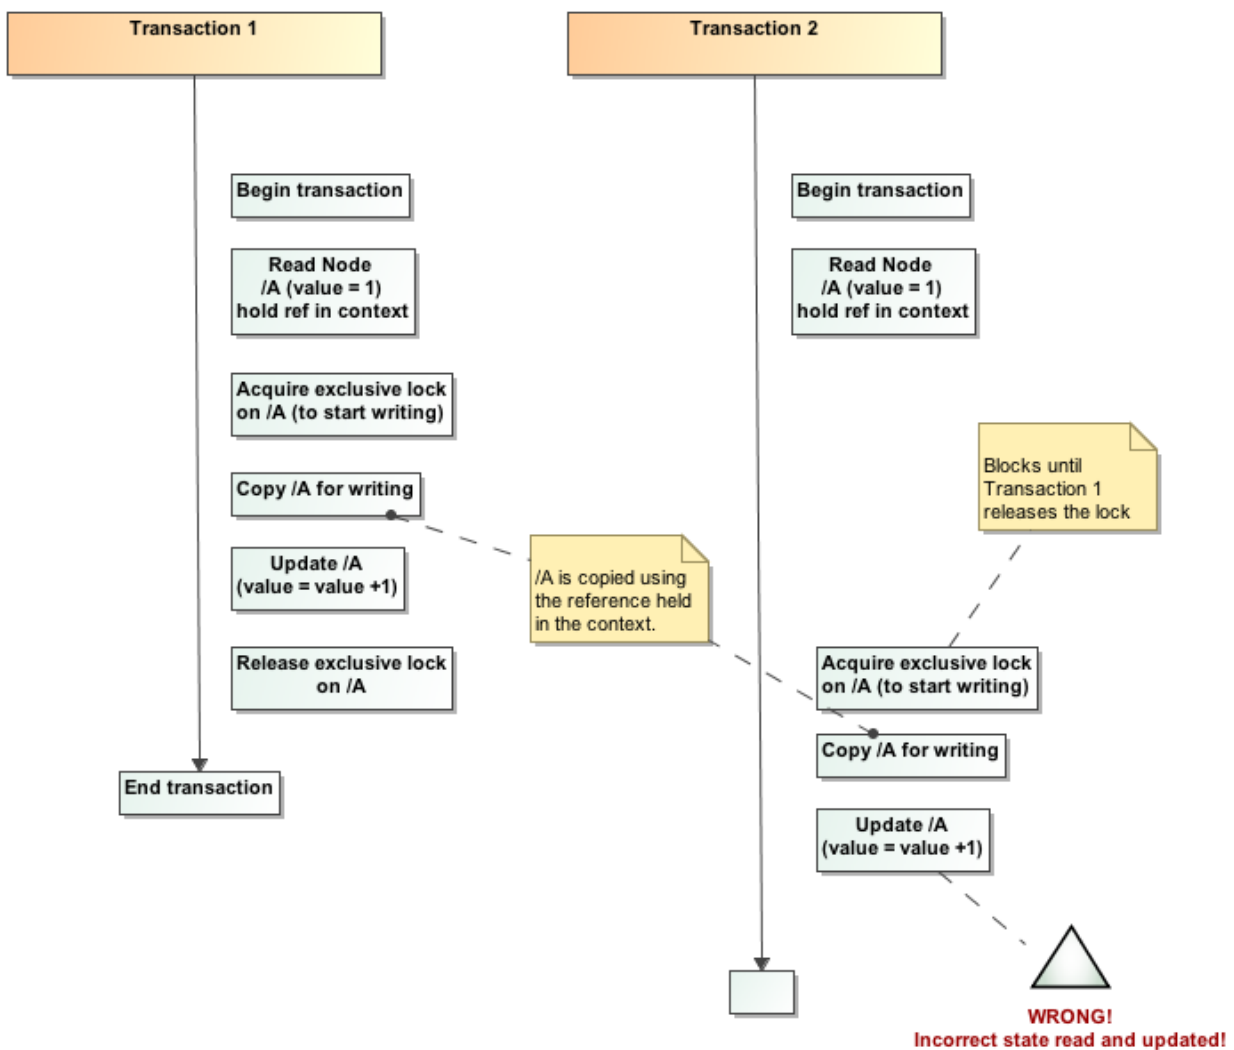 Transaction 1
Transaction 2
Begin transaction
Begin transaction
Read Node
/A (value = 1)
hold ref in context
Read Node
/A (value = 1)
hold ref in context
Acquire exclusive lock
on /A (to start writing)
Blocks until
Transaction 1
releases the lock
Copy /A for writing
Update /A
(value = value +1)
/A is copied using
the reference held
in the context.
Release exclusive lock
on /A
Acquire exclusive lock
on /A (to start writing)
Copy /A for writing
End transaction
Update /A
(value = value +1)
WRONG!
Incorrect state read and updated!